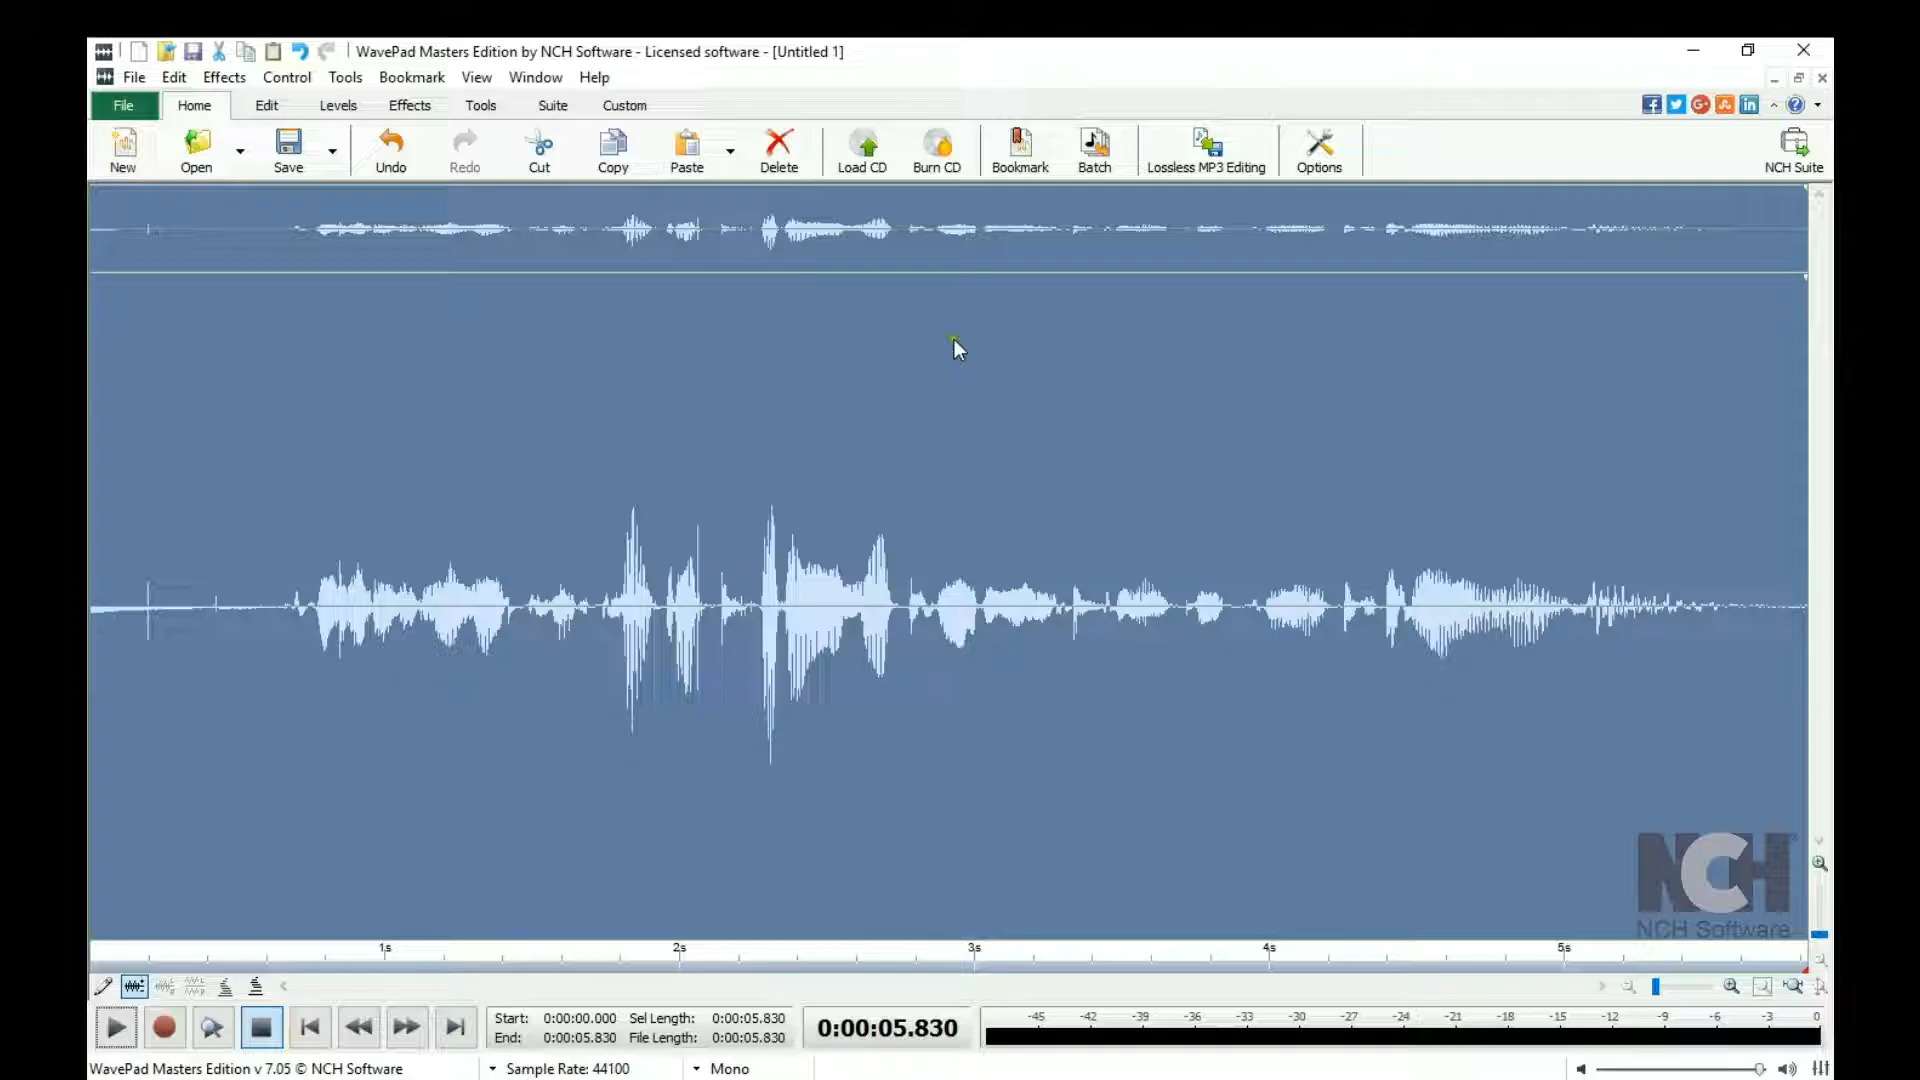 WavePad Masters Edition by NCH Software - Licensed software - [Untitled 1]
File Edit Effects Control Tools Bookmark View Window Help
File Home Edit Levels Effects Tools Suite Custom
New Open Save Undo Redo Cut Copy Paste Delete Load CD Burn CD Bookmark Batch Lossless MP3 Editing Options NCH Suite
NCH
NCH Software
1s 2s 3s 4s 5s
Start: 0:00:00.000 Sel Length: 0:00:05.830
End: 0:00:05.830 File Length: 0:00:05.830
0:00:05.830
-45 -42 -39 -36 -33 -30 -27 -24 -21 -18 -15 -12 -9 -6 -3 0
WavePad Masters Edition v 7.05 © NCH Software Sample Rate: 44100 Mono